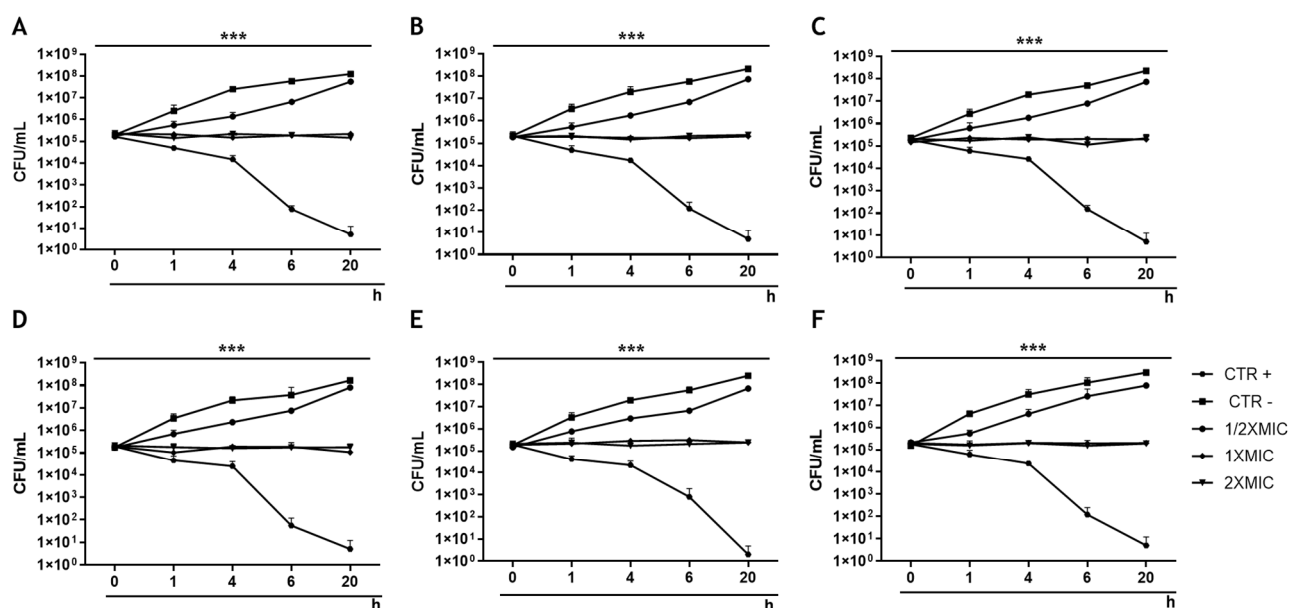 A
***
CFU/mL
1×10⁹
1×10⁸
1×10⁷
1×10⁶
1×10⁵
1×10⁴
1×10³
1×10²
1×10¹
1×10⁰
0 1 4 6 20
h
B
***
CFU/mL
1×10⁹
1×10⁸
1×10⁷
1×10⁶
1×10⁵
1×10⁴
1×10³
1×10²
1×10¹
1×10⁰
0 1 4 6 20
h
C
***
CFU/mL
1×10⁹
1×10⁸
1×10⁷
1×10⁶
1×10⁵
1×10⁴
1×10³
1×10²
1×10¹
1×10⁰
0 1 4 6 20
h
D
***
CFU/mL
1×10⁹
1×10⁸
1×10⁷
1×10⁶
1×10⁵
1×10⁴
1×10³
1×10²
1×10¹
1×10⁰
0 1 4 6 20
h
E
***
CFU/mL
1×10⁹
1×10⁸
1×10⁷
1×10⁶
1×10⁵
1×10⁴
1×10³
1×10²
1×10¹
1×10⁰
0 1 4 6 20
h
F
***
CFU/mL
1×10⁹
1×10⁸
1×10⁷
1×10⁶
1×10⁵
1×10⁴
1×10³
1×10²
1×10¹
1×10⁰
0 1 4 6 20
h
CTR +
CTR -
1/2XMIC
1XMIC
2XMIC